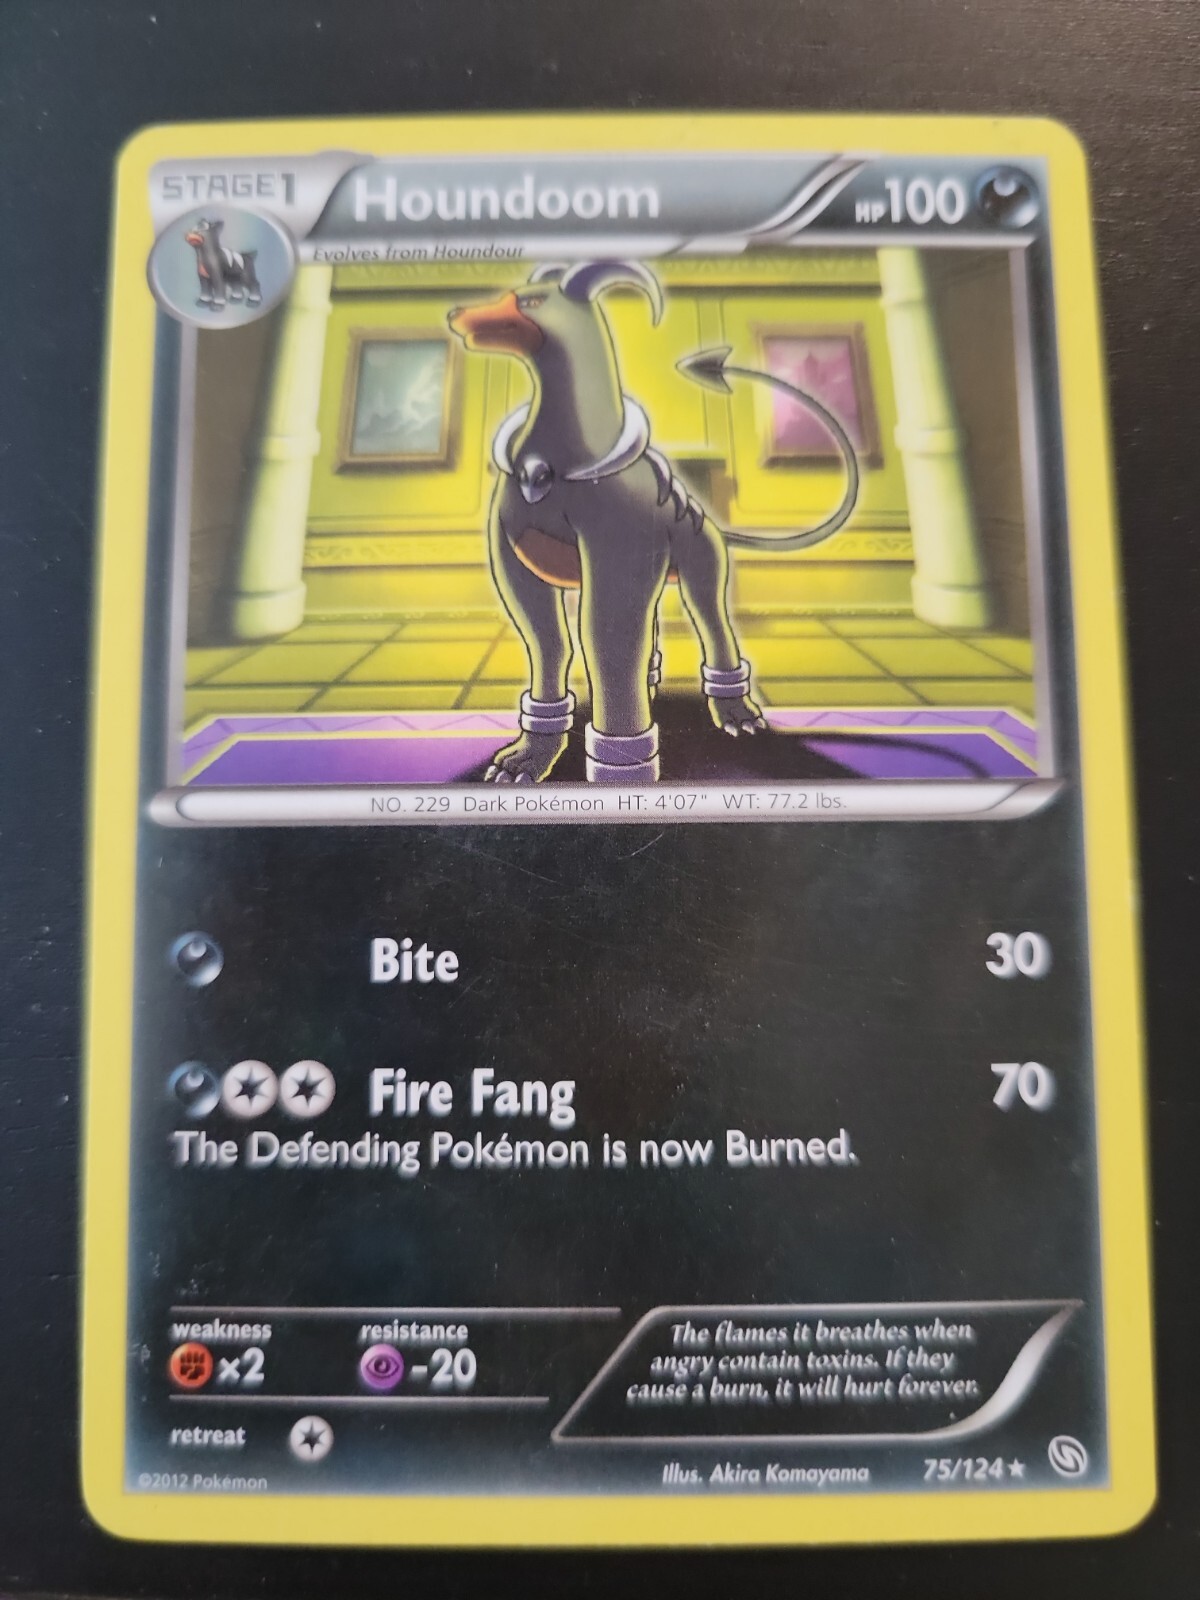 STAGE1 Houndoom HP100
Evolves from Houndour
NO. 229 Dark Pokémon HT: 4'07" WT: 77.2 lbs.
Bite 30
Fire Fang 70
The Defending Pokémon is now Burned.
weakness resistance
x2 -20
retreat
The flames it breathes when
angry contain toxins. If they
cause a burn, it will hurt forever.
©2012 Pokémon Illus. Akira Komayama 75/124★